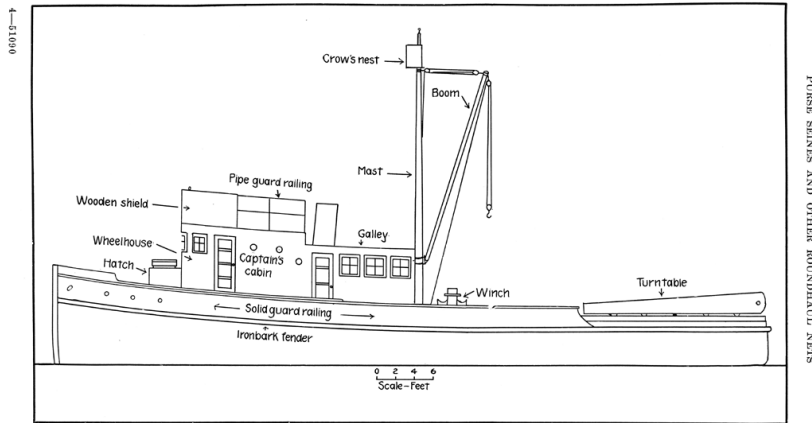 4—51090
PURSE SEINES AND OTHER ROUNDHAUL NETS
Crow's nest
Boom
Mast
Pipe guard railing
Wooden shield
Galley
Wheelhouse
Captain's
cabin
Hatch
Winch
Turntable
Solid guard railing
Ironbark fender
0 2 4 6
Scale-Feet